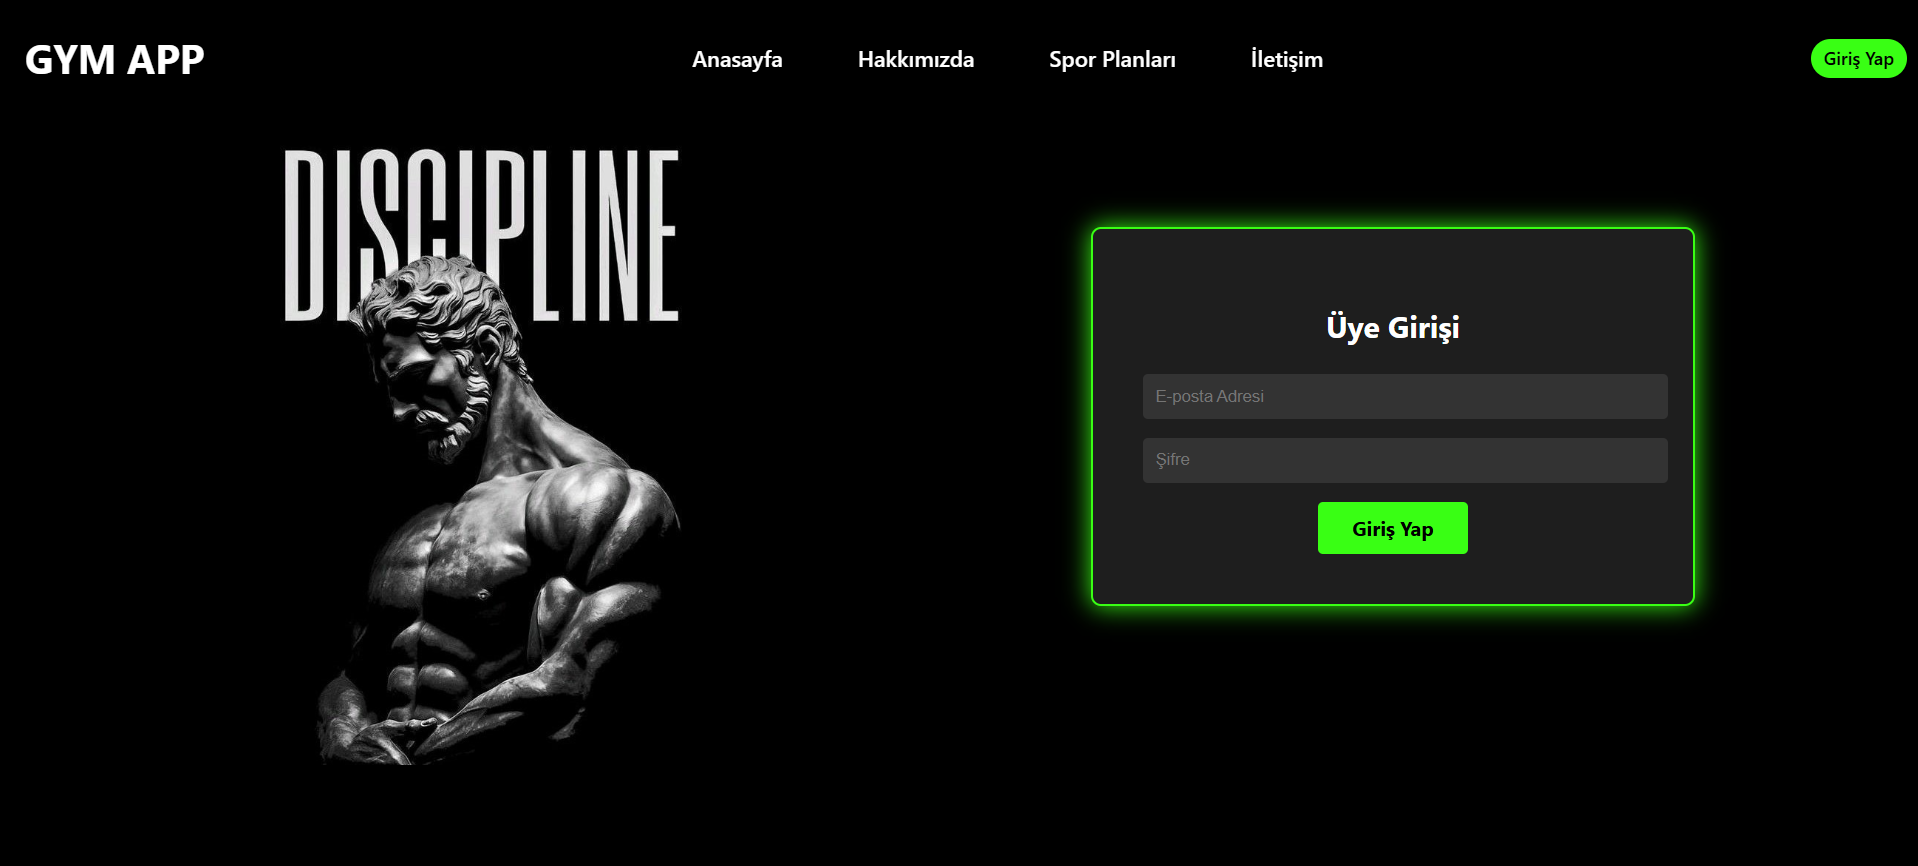 GYM APP
Anasayfa
Hakkımızda
Spor Planları
İletişim
Giriş Yap
DISCIPLINE
Üye Girişi
E-posta Adresi
Şifre
Giriş Yap